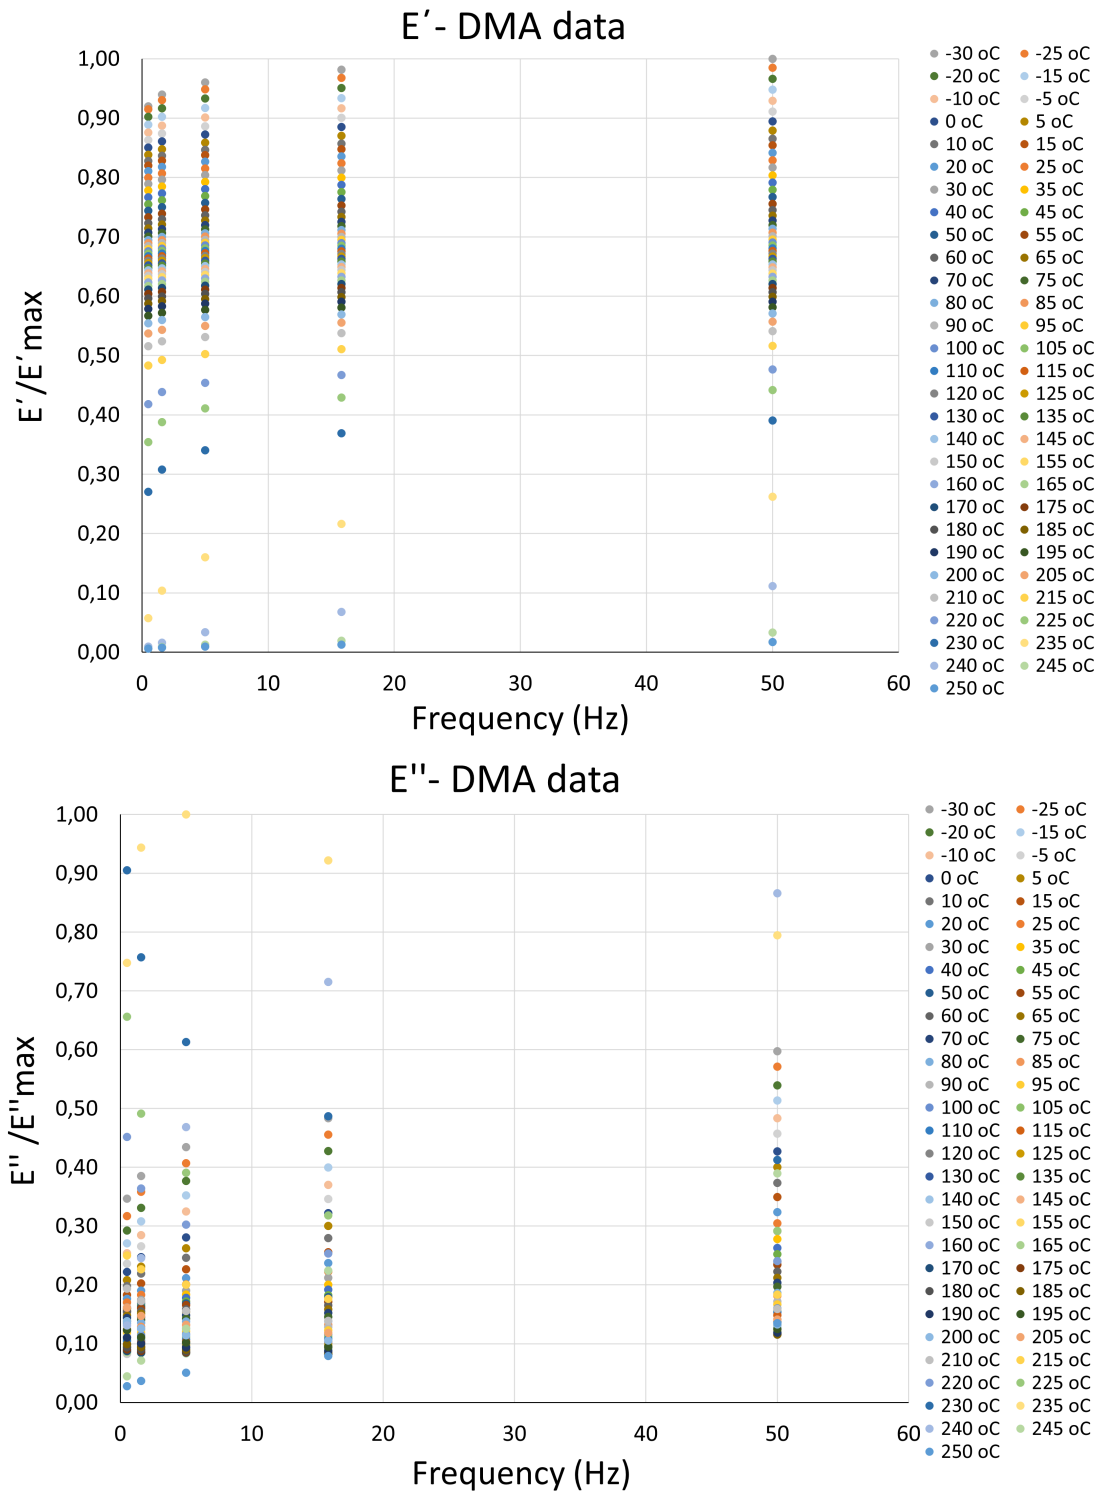 E′- DMA data
1,00
0,90
0,80
0,70
0,60
0,50
0,40
0,30
0,20
0,10
0,00
E′/E′max
0 10 20 30 40 50 60
Frequency (Hz)
-30 oC -25 oC
-20 oC -15 oC
-10 oC -5 oC
0 oC 5 oC
10 oC 15 oC
20 oC 25 oC
30 oC 35 oC
40 oC 45 oC
50 oC 55 oC
60 oC 65 oC
70 oC 75 oC
80 oC 85 oC
90 oC 95 oC
100 oC 105 oC
110 oC 115 oC
120 oC 125 oC
130 oC 135 oC
140 oC 145 oC
150 oC 155 oC
160 oC 165 oC
170 oC 175 oC
180 oC 185 oC
190 oC 195 oC
200 oC 205 oC
210 oC 215 oC
220 oC 225 oC
230 oC 235 oC
240 oC 245 oC
250 oC
E''- DMA data
1,00
0,90
0,80
0,70
0,60
0,50
0,40
0,30
0,20
0,10
0,00
E'' /E''max
0 10 20 30 40 50 60
Frequency (Hz)
-30 oC -25 oC
-20 oC -15 oC
-10 oC -5 oC
0 oC 5 oC
10 oC 15 oC
20 oC 25 oC
30 oC 35 oC
40 oC 45 oC
50 oC 55 oC
60 oC 65 oC
70 oC 75 oC
80 oC 85 oC
90 oC 95 oC
100 oC 105 oC
110 oC 115 oC
120 oC 125 oC
130 oC 135 oC
140 oC 145 oC
150 oC 155 oC
160 oC 165 oC
170 oC 175 oC
180 oC 185 oC
190 oC 195 oC
200 oC 205 oC
210 oC 215 oC
220 oC 225 oC
230 oC 235 oC
240 oC 245 oC
250 oC